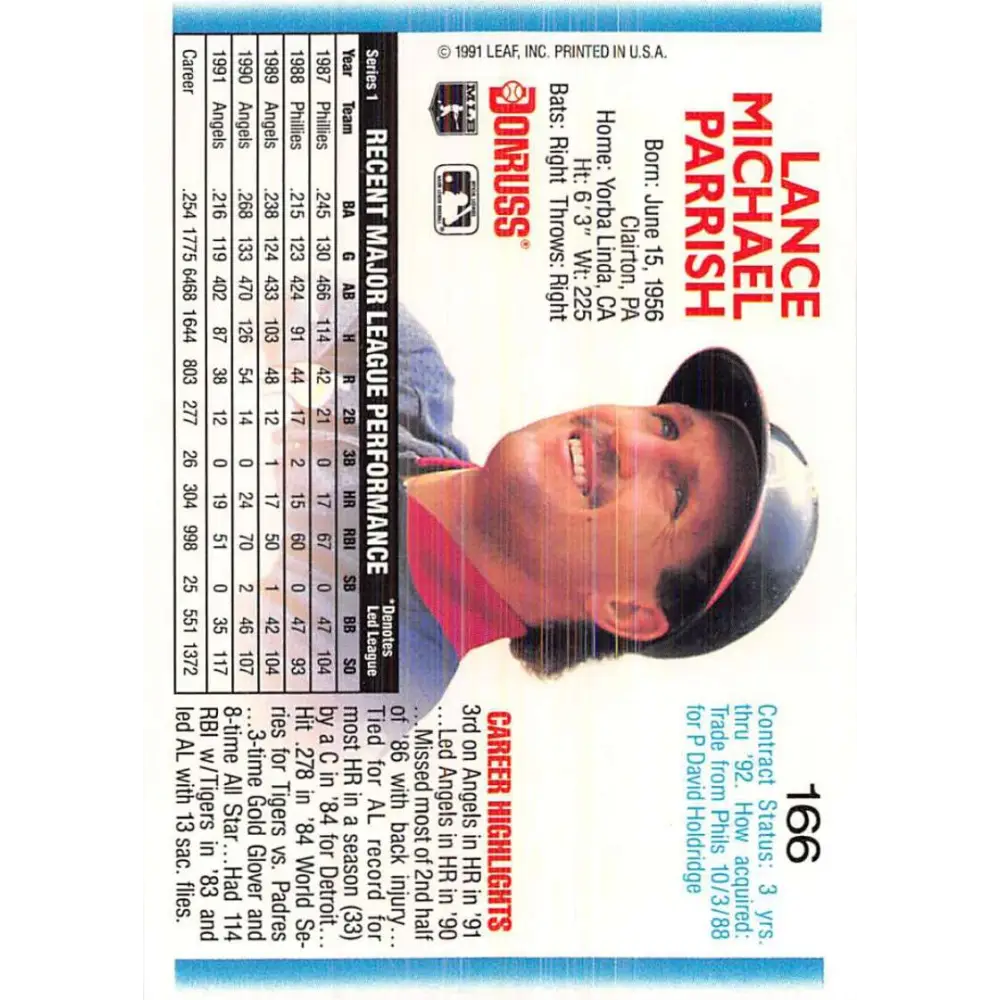 LANCE
MICHAEL
PARRISH
166
Born: June 15, 1956
Clairton, PA
Home: Yorba Linda, CA
Ht: 6' 3" Wt: 225
Bats: Right Throws: Right
Contract Status: 3 yrs.
thru '92. How acquired:
Trade from Phils 10/3/88
for P David Holdridge
DONRUSS®
© 1991 LEAF, INC. PRINTED IN U.S.A.
MLB
CAREER HIGHLIGHTS
3rd on Angels in HR in '91
...Led Angels in HR in '90
...Missed most of 2nd half
of '86 with back injury...
Tied for AL record for
most HR in a season (33)
by a C in '84 for Detroit...
Hit .278 in '84 World Se-
ries for Tigers vs. Padres
...3-time Gold Glover and
8-time All Star...Had 114
RBI w/Tigers in '83 and
led AL with 13 sac. flies.
Series 1 RECENT MAJOR LEAGUE PERFORMANCE *Denotes
Led League
Year Team BA G AB H R 2B 3B HR RBI SB BB SO
1987 Phillies .245 130 466 114 42 21 0 17 67 0 47 104
1988 Phillies .215 123 424 91 44 17 2 15 60 0 47 93
1989 Angels .238 124 433 103 48 12 1 17 50 1 42 104
1990 Angels .268 133 470 126 54 14 0 24 70 2 46 107
1991 Angels .216 119 402 87 38 12 0 19 51 0 35 117
Career .254 1775 6468 1644 803 277 26 304 998 25 551 1372